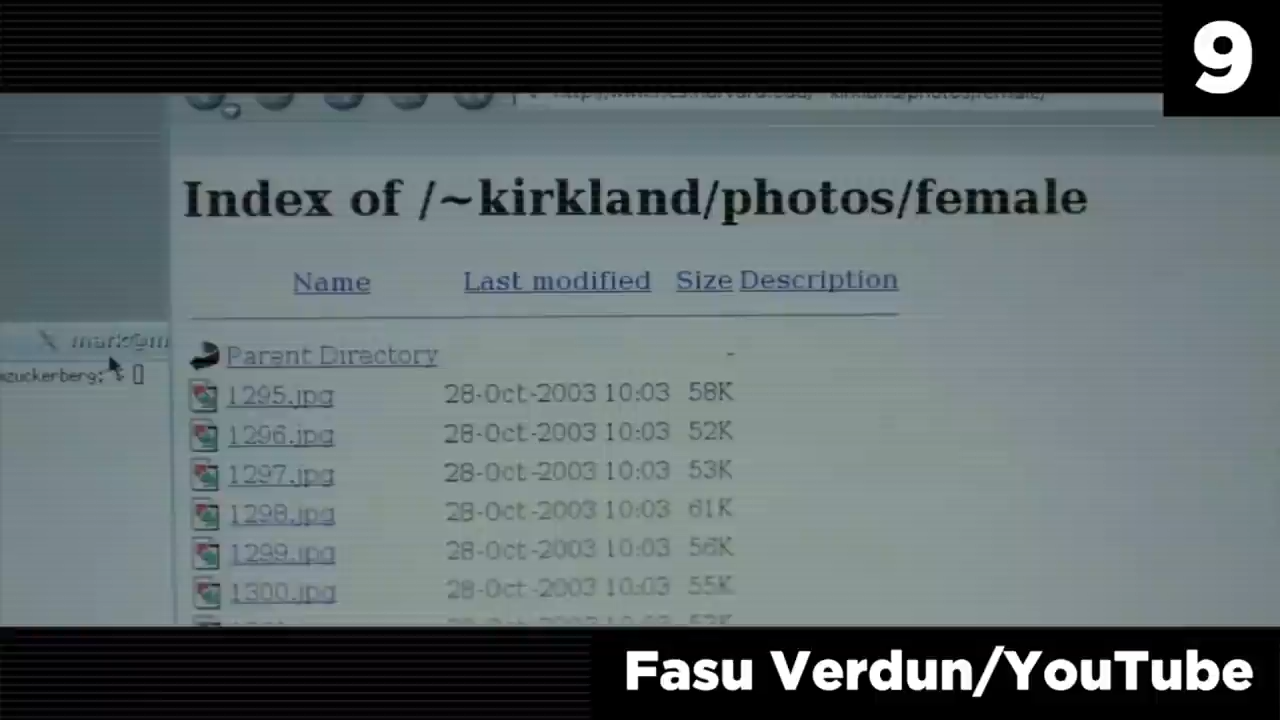 9
Index of /~kirkland/photos/female
Name Last modified Size Description
Parent Directory -
mark@m
1295.jpg 28-Oct-2003 10:03 58K
zuckerberg:
1296.jpg 28-Oct-2003 10:03 52K
1297.jpg 28-Oct-2003 10:03 53K
1298.jpg 28-Oct-2003 10:03 61K
1299.jpg 28-Oct-2003 10:03 56K
1300.jpg 28-Oct-2003 10:03 55K
Fasu Verdun/YouTube